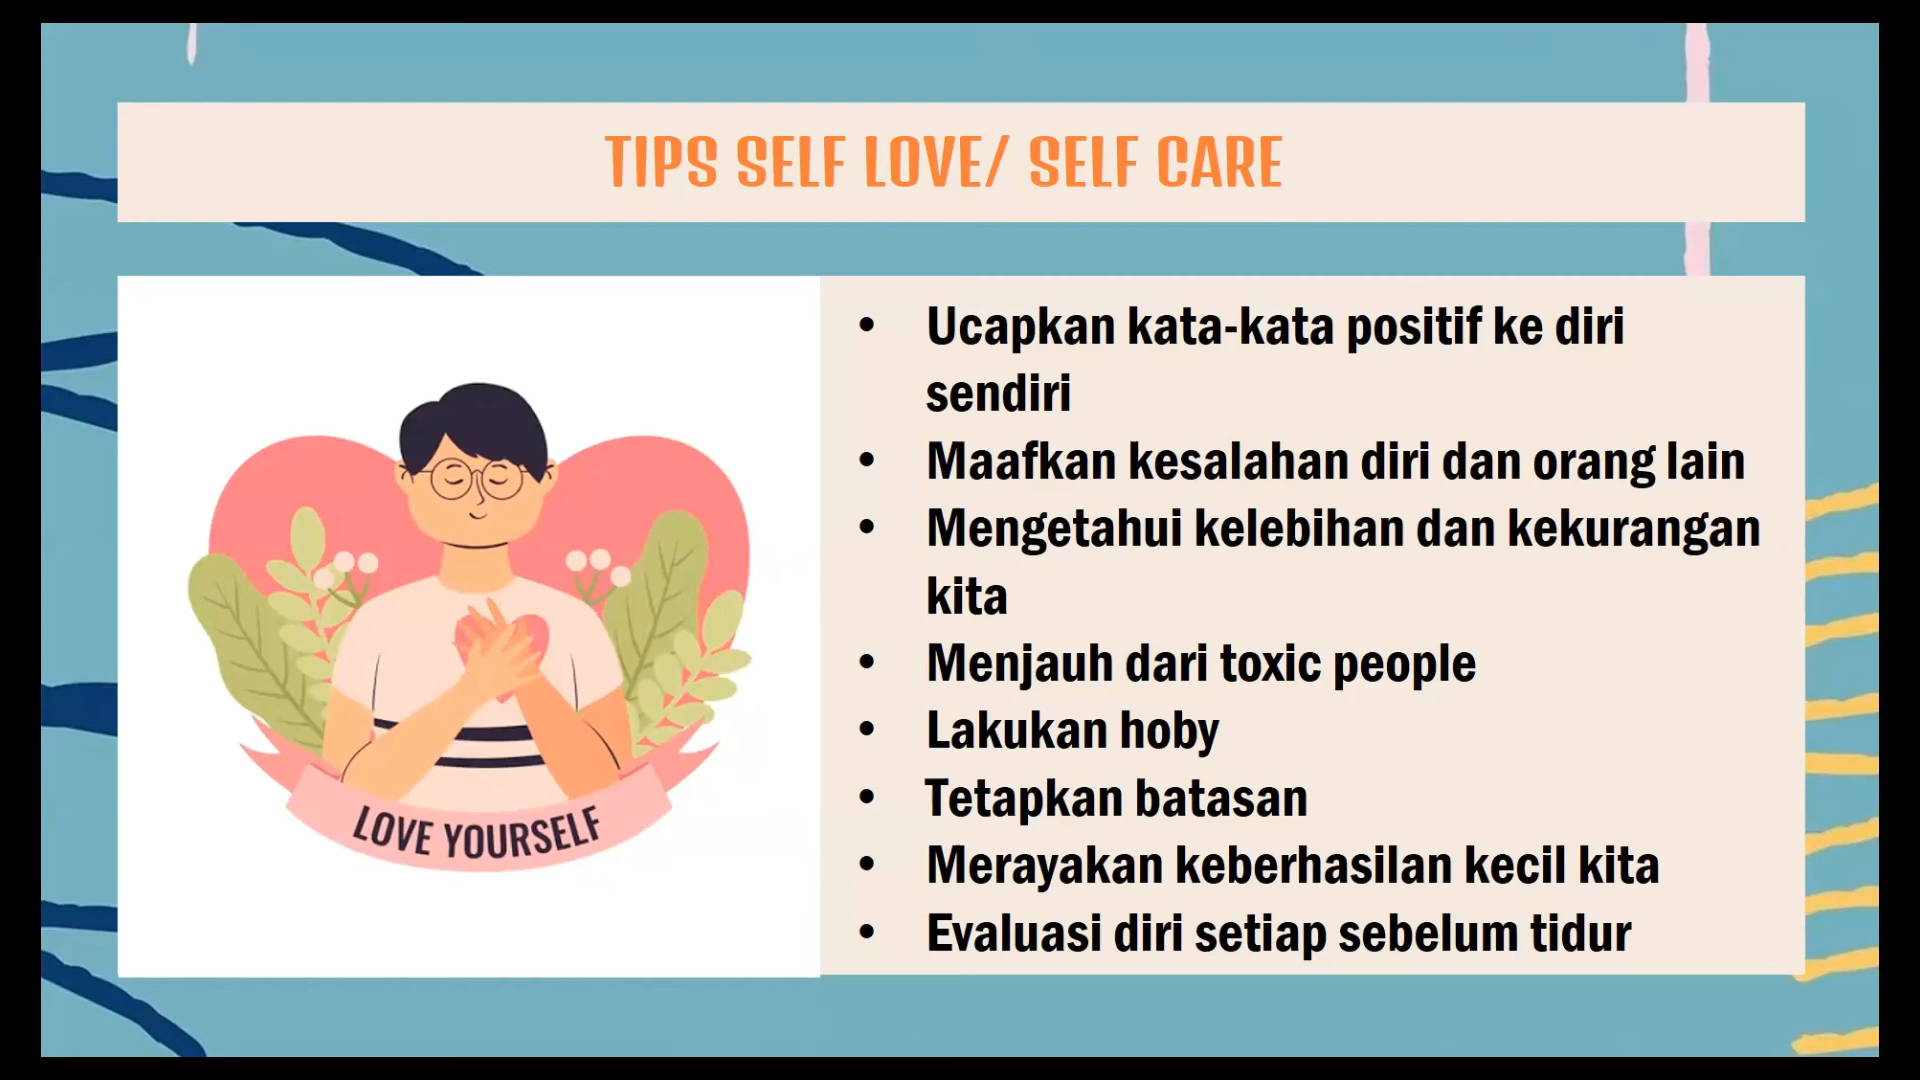 TIPS SELF LOVE/ SELF CARE
LOVE YOURSELF
• Ucapkan kata-kata positif ke diri
sendiri
• Maafkan kesalahan diri dan orang lain
• Mengetahui kelebihan dan kekurangan
kita
• Menjauh dari toxic people
• Lakukan hoby
• Tetapkan batasan
• Merayakan keberhasilan kecil kita
• Evaluasi diri setiap sebelum tidur